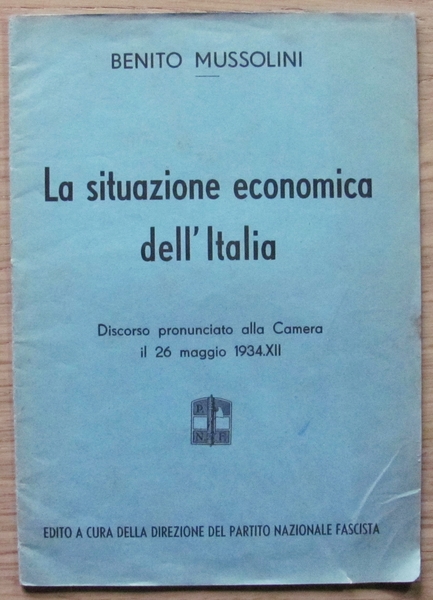 BENITO MUSSOLINI
La situazione economica
dell'Italia
Discorso pronunciato alla Camera
il 26 maggio 1934.XII
P. F.
N. F.
EDITO A CURA DELLA DIREZIONE DEL PARTITO NAZIONALE FASCISTA